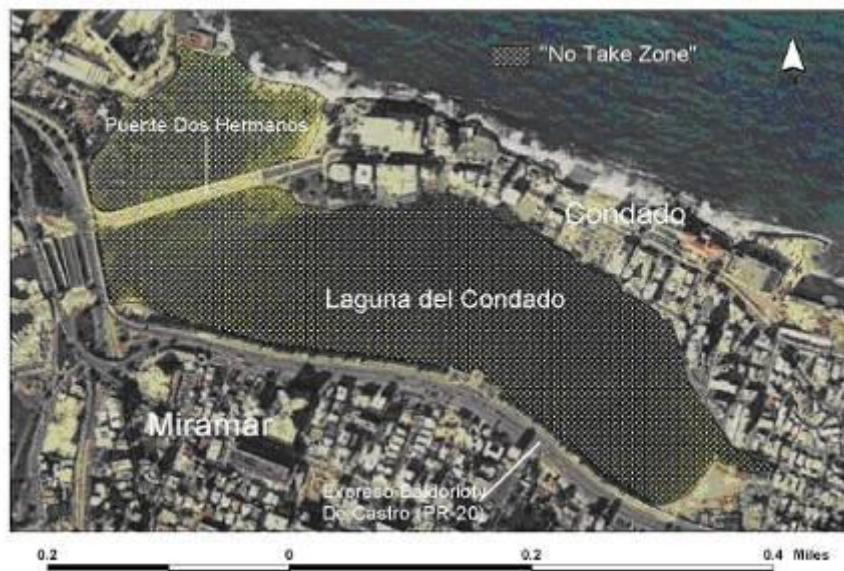 "No Take Zone"
Puente Dos Hermanos
Condado
Laguna del Condado
Miramar
Expreso Baldorioty
De Castro (PR-20)
0.2 0 0.2 0.4 Miles